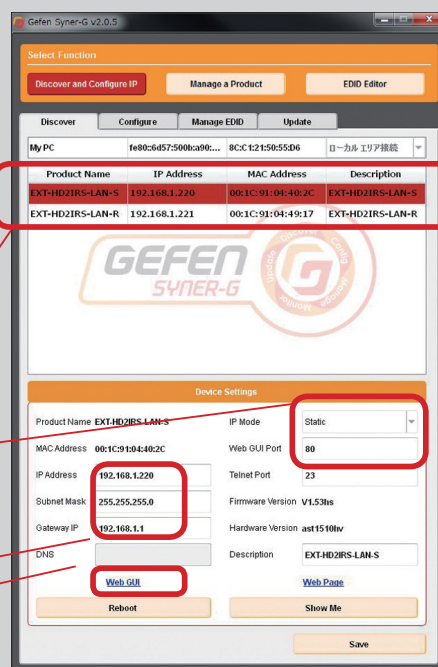 Gefen Syner-G v2.0.5
Select Function
Discover and Configure IP Manage a Product EDID Editor
Discover Configure Manage EDID Update
My PC fe80::6d57:500b:a90:... 8C:C1:21:50:55:D6 ローカル エリア接続
Product Name IP Address MAC Address Description
EXT-HD2IRS-LAN-S 192.168.1.220 00:1C:91:04:40:2C EXT-HD2IRS-LAN-S
EXT-HD2IRS-LAN-R 192.168.1.221 00:1C:91:04:49:17 EXT-HD2IRS-LAN-R
GEFEN
SYNER-G
Update Discover Config Manage Monitor
Device Settings
Product Name EXT-HD2IRS-LAN-S IP Mode Static
MAC Address 00:1C:91:04:40:2C Web GUI Port 80
IP Address 192.168.1.220 Telnet Port 23
Subnet Mask 255.255.255.0 Firmware Version V1.53hs
Gateway IP 192.168.1.1 Hardware Version ast1510hv
DNS Description EXT-HD2IRS-LAN-S
Web GUI Web Page
Reboot Show Me
Save